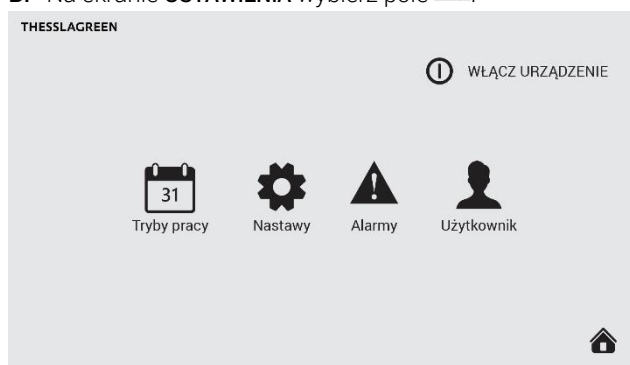 B. Na ekranie USTAWIENIA wybierz pole
THESSLAGREEN
WŁĄCZ URZĄDZENIE
31
Tryby pracy Nastawy Alarmy Użytkownik